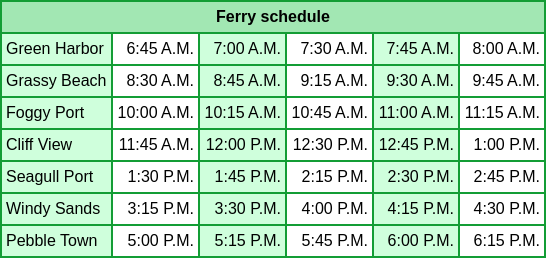 Ferry schedule
Green Harbor 6:45 A.M. 7:00 A.M. 7:30 A.M. 7:45 A.M. 8:00 A.M.
Grassy Beach 8:30 A.M. 8:45 A.M. 9:15 A.M. 9:30 A.M. 9:45 A.M.
Foggy Port 10:00 A.M. 10:15 A.M. 10:45 A.M. 11:00 A.M. 11:15 A.M.
Cliff View 11:45 A.M. 12:00 P.M. 12:30 P.M. 12:45 P.M. 1:00 P.M.
Seagull Port 1:30 P.M. 1:45 P.M. 2:15 P.M. 2:30 P.M. 2:45 P.M.
Windy Sands 3:15 P.M. 3:30 P.M. 4:00 P.M. 4:15 P.M. 4:30 P.M.
Pebble Town 5:00 P.M. 5:15 P.M. 5:45 P.M. 6:00 P.M. 6:15 P.M.